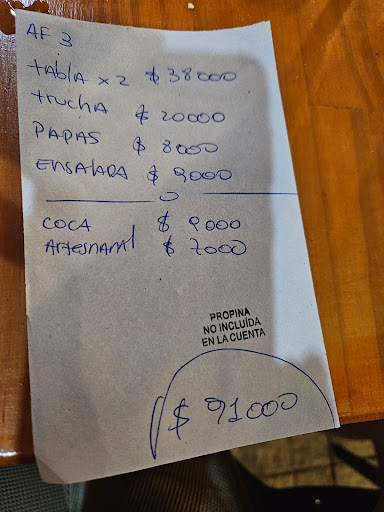 AF 3
tablA x 2 $ 38000
trucha $ 20000
PAPAS $ 8000
ENSALADA $ 9000
COCA $ 9000
Artesanal $ 7000
PROPINA
NO INCLUÍDA
EN LA CUENTA
$ 91000